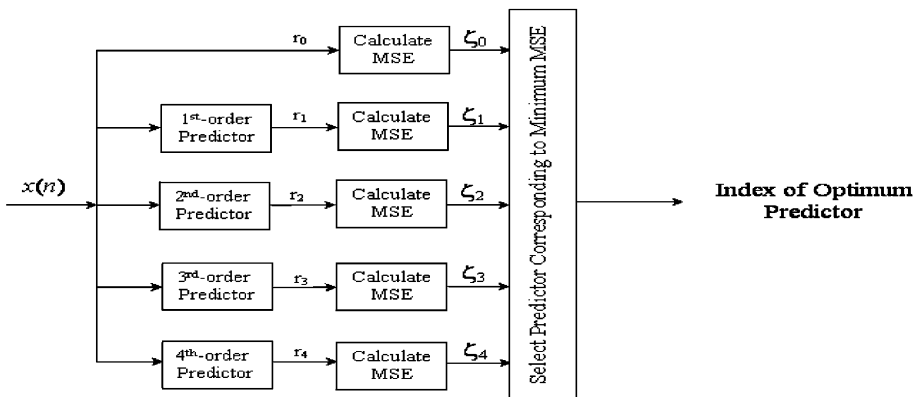 r₀
Calculate
MSE
ζ₀
1ˢᵗ-order
Predictor
r₁
Calculate
MSE
ζ₁
x(n)
2ⁿᵈ-order
Predictor
r₂
Calculate
MSE
ζ₂
3ʳᵈ-order
Predictor
r₃
Calculate
MSE
ζ₃
4ᵗʰ-order
Predictor
r₄
Calculate
MSE
ζ₄
Select Predictor Corresponding to Minimum MSE
Index of Optimum
Predictor